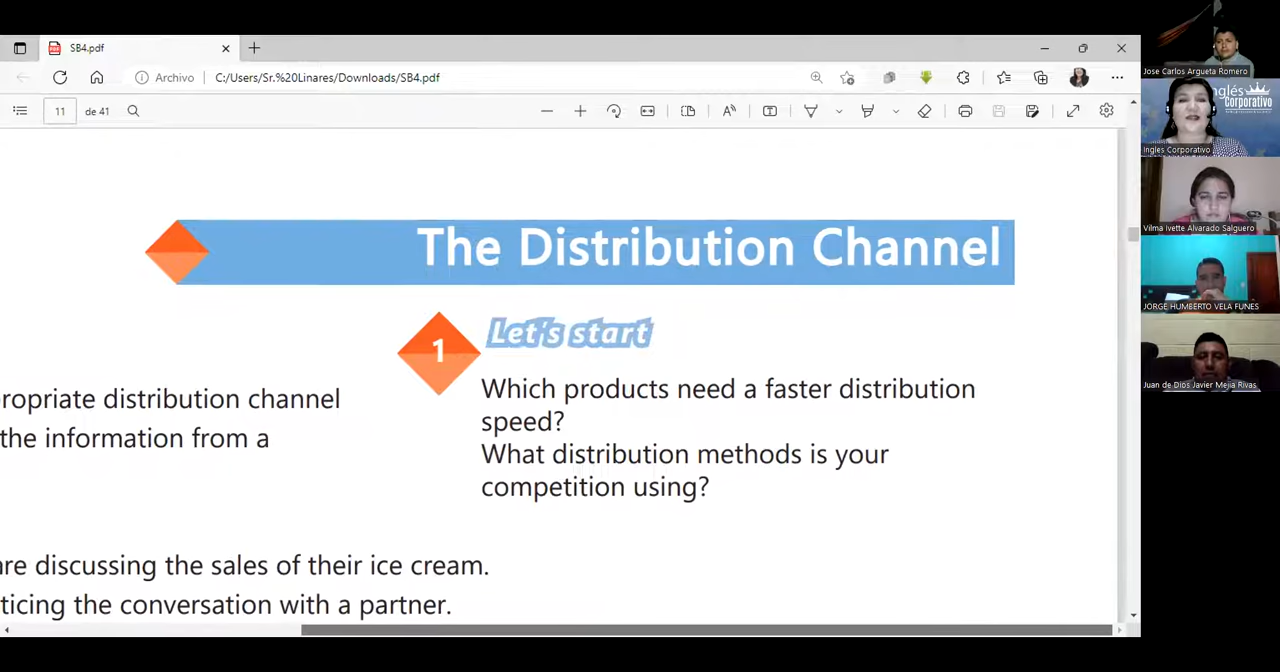 SB4.pdf
Archivo
C:/Users/Sr.%20Linares/Downloads/SB4.pdf
11
de 41
The Distribution Channel
1
Let's start
Which products need a faster distribution
speed?
What distribution methods is your
competition using?
ropriate distribution channel
the information from a
are discussing the sales of their ice cream.
ticing the conversation with a partner.
Jose Carlos Argueta Romero
Inglés
Corporativo
Ingles Corporativo
Vilma Ivette Alvarado Salguero
JORGE HUMBERTO VELA FUNES
Juan de Dios Javier Mejia Rivas